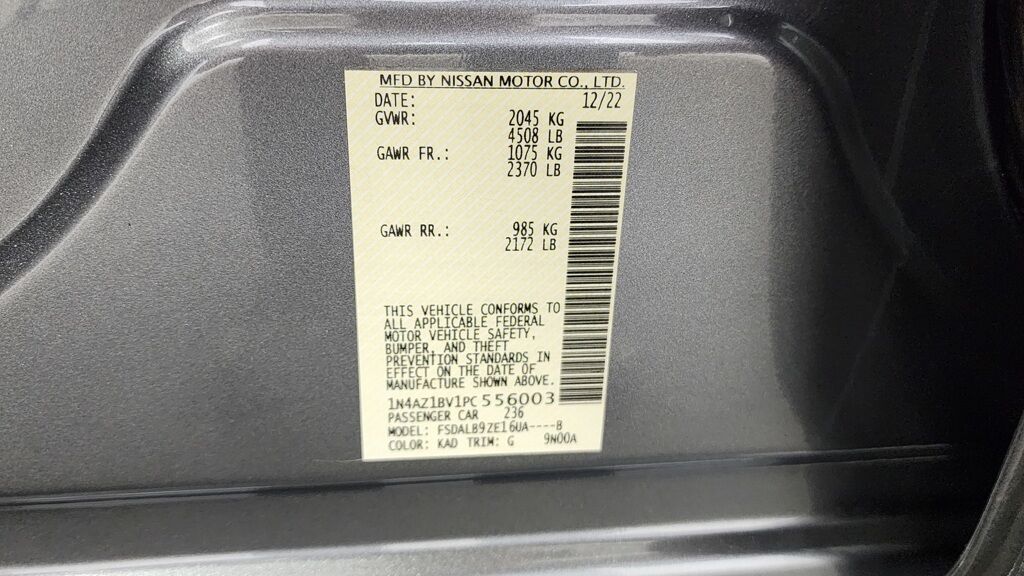 MFD BY NISSAN MOTOR CO., LTD.
DATE: 12/22
GVWR: 2045 KG
4508 LB
GAWR FR.: 1075 KG
2370 LB
GAWR RR.: 985 KG
2172 LB
THIS VEHICLE CONFORMS TO
ALL APPLICABLE FEDERAL
MOTOR VEHICLE SAFETY,
BUMPER, AND THEFT
PREVENTION STANDARDS IN
EFFECT ON THE DATE OF
MANUFACTURE SHOWN ABOVE.
1N4AZ1BV1PC556003
PASSENGER CAR 236
MODEL: FSDALB9ZE16UA----B
COLOR: KAD TRIM: G 9N00A